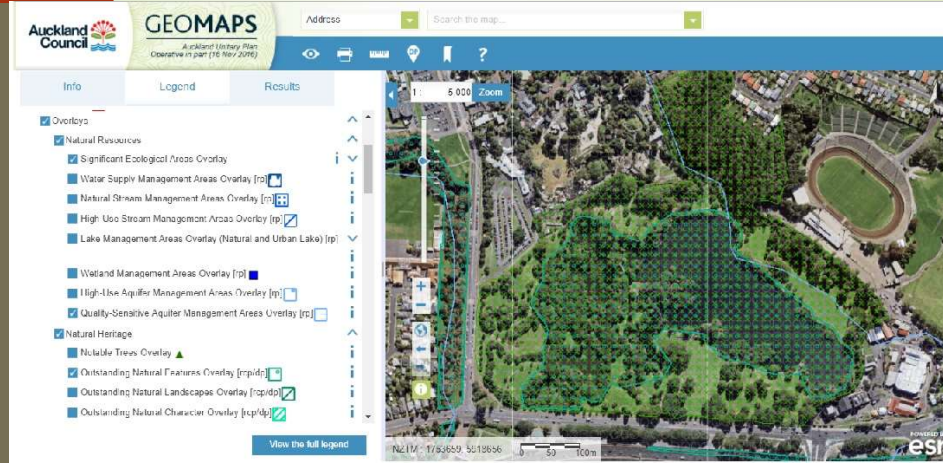 Auckland
Council
GEOMAPS
Auckland Unitary Plan
Operative in part (16 Nov 2016)
Address
Search the map...
DP
?
Info
Legend
Results
Overlays
Natural Resources
Significant Ecological Areas Overlay
Water Supply Management Areas Overlay [rp]
Natural Stream Management Areas Overlay [rp]
High-Use Stream Management Areas Overlay [rp]
Lake Management Areas Overlay (Natural and Urban Lake) [rp]
Wetland Management Areas Overlay [rp]
High-Use Aquifer Management Areas Overlay [rp]
Quality-Sensitive Aquifer Management Areas Overlay [rp]
Natural Heritage
Notable Trees Overlay
Outstanding Natural Features Overlay [rcp/dp]
Outstanding Natural Landscapes Overlay [rcp/dp]
Outstanding Natural Character Overlay [rcp/dp]
View the full legend
1 : 5,000
Zoom
NZTM : 1753659, 5918656
0 50 100m
POWERED BY
esri